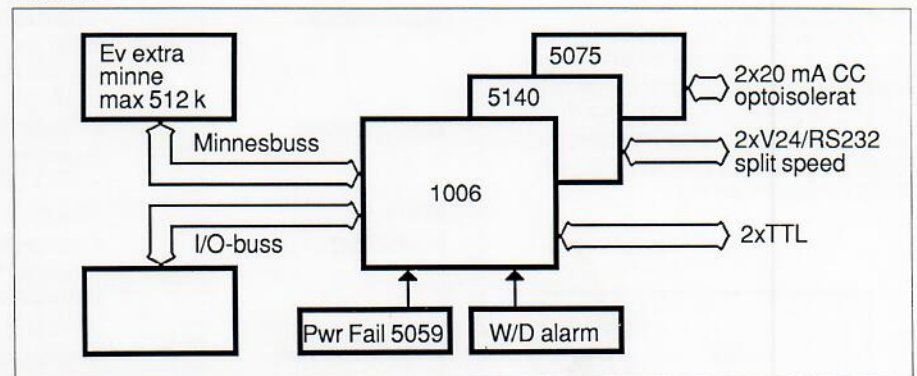 Ev extra
minne
max 512 k
Minnesbuss
I/O-buss
5075
5140
1006
2x20 mA CC
optoisolerat
2xV24/RS232
split speed
2xTTL
Pwr Fail 5059
W/D alarm